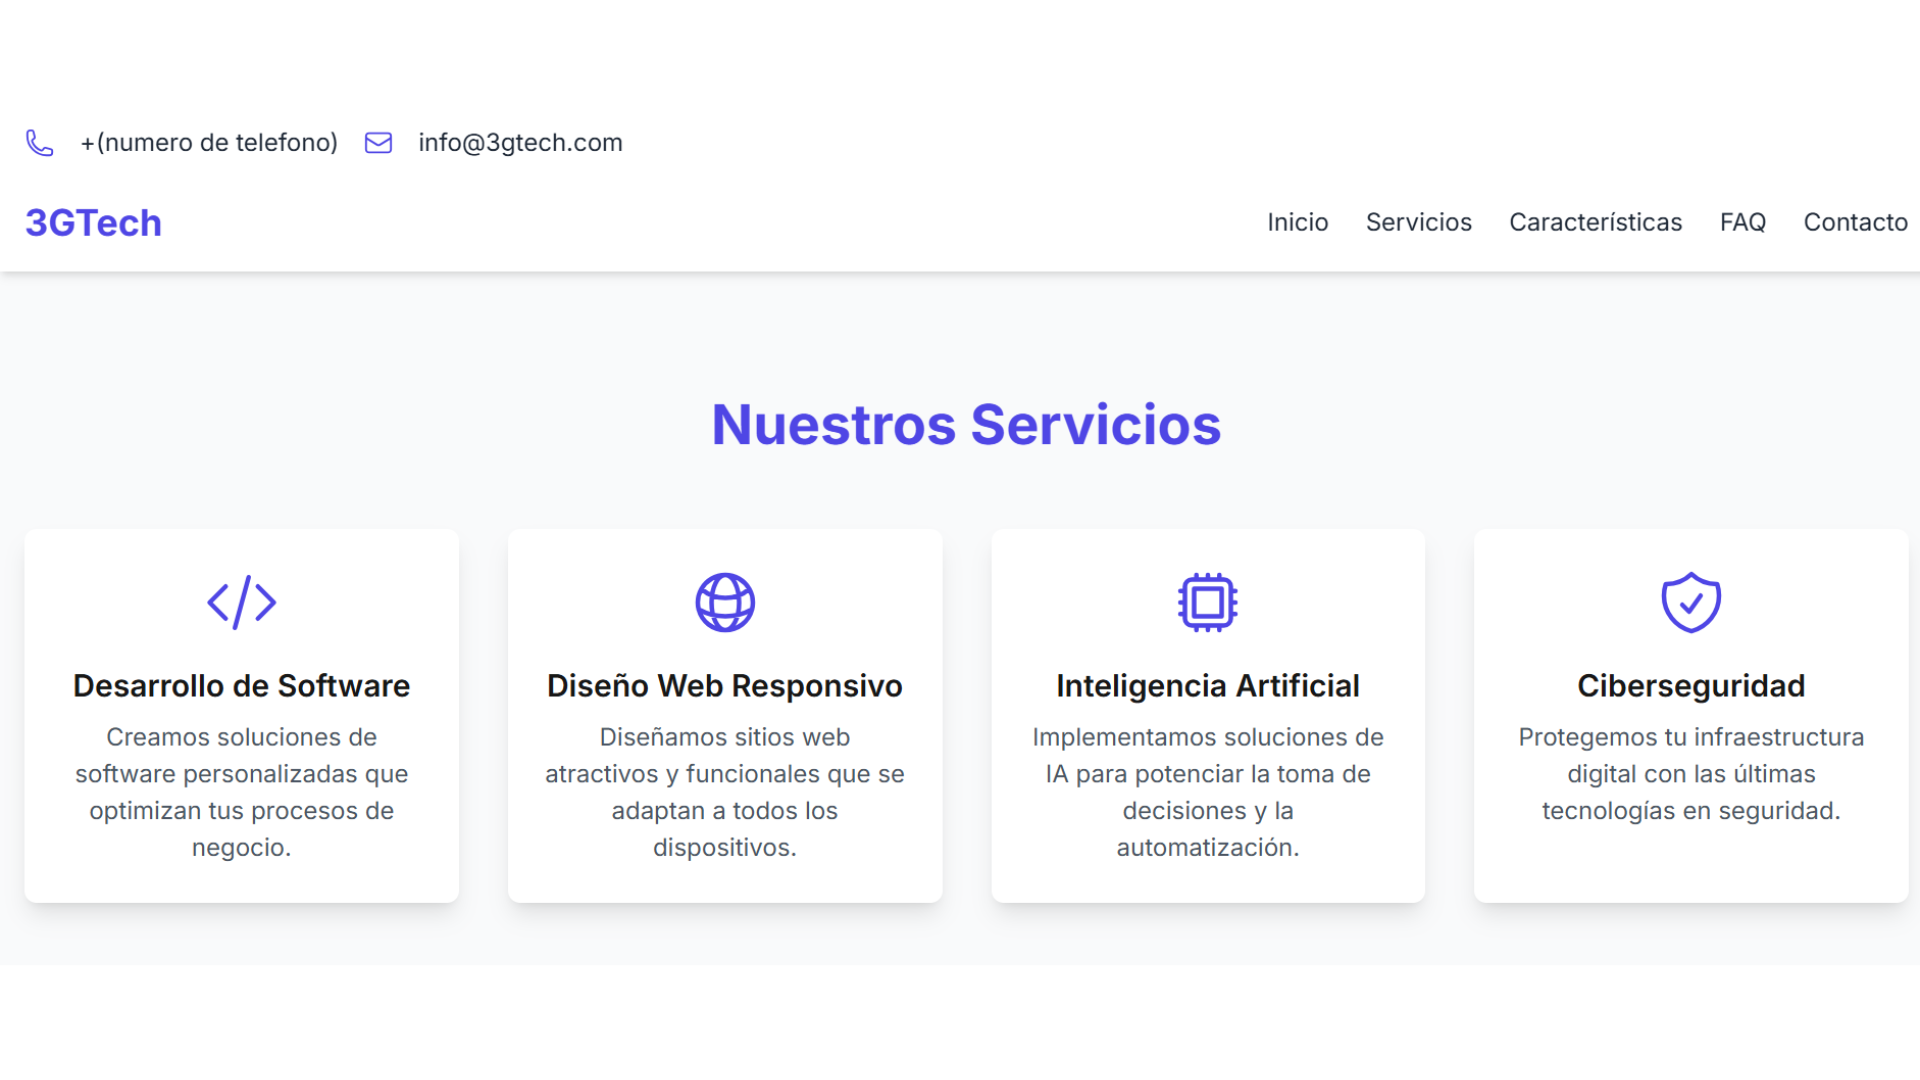 +(numero de telefono) info@3gtech.com
3GTech
Inicio Servicios Características FAQ Contacto
Nuestros Servicios
Desarrollo de Software
Creamos soluciones de
software personalizadas que
optimizan tus procesos de
negocio.
Diseño Web Responsivo
Diseñamos sitios web
atractivos y funcionales que se
adaptan a todos los
dispositivos.
Inteligencia Artificial
Implementamos soluciones de
IA para potenciar la toma de
decisiones y la
automatización.
Ciberseguridad
Protegemos tu infraestructura
digital con las últimas
tecnologías en seguridad.